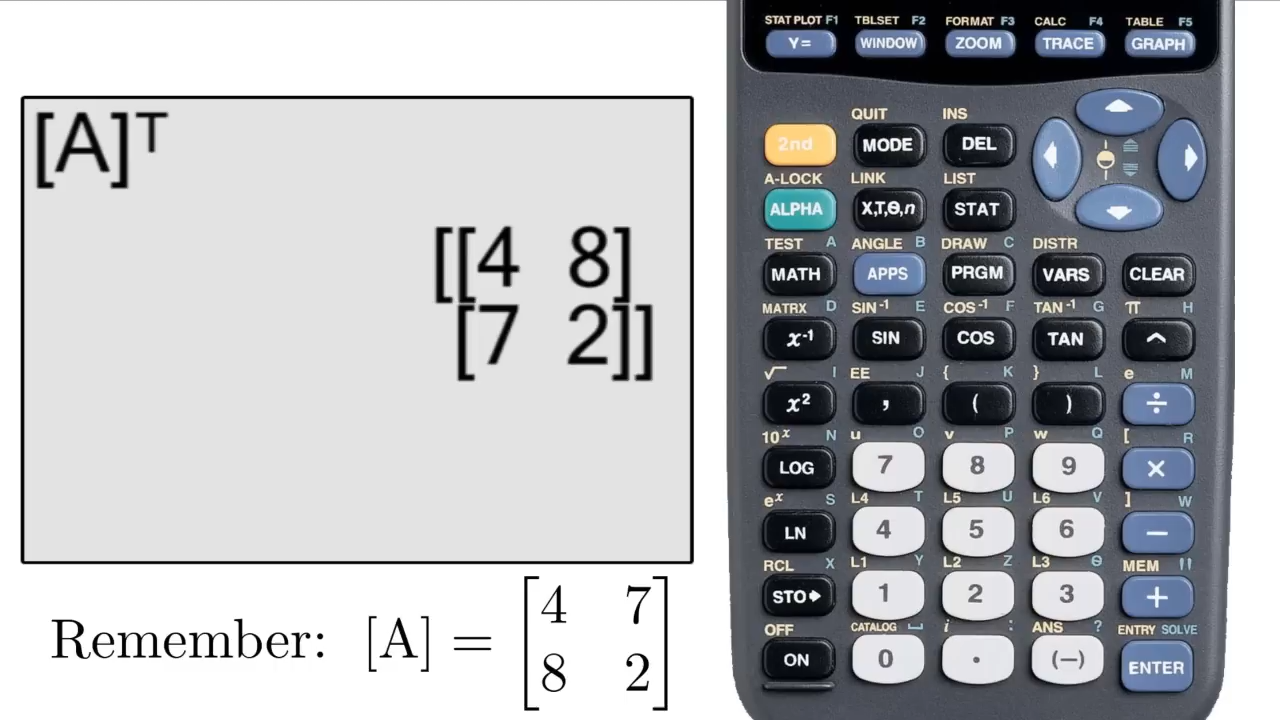 [A]ᵀ
[[4 8]
[7 2]]
Remember: [A] = [4 7
8 2]
STAT PLOT F1 TBLSET F2 FORMAT F3 CALC F4 TABLE F5
Y= WINDOW ZOOM TRACE GRAPH
QUIT INS
2nd MODE DEL
A-LOCK LINK LIST
ALPHA X,T,Θ,n STAT
TEST A ANGLE B DRAW C DISTR
MATH APPS PRGM VARS CLEAR
MATRX D SIN⁻¹ E COS⁻¹ F TAN⁻¹ G π H
x⁻¹ SIN COS TAN ^
√ I EE J { K } L e M
x² , ( ) ÷
10ˣ N u O v P w Q [ R
LOG 7 8 9 ×
eˣ S L4 T L5 U L6 V ] W
LN 4 5 6 −
RCL X L1 Y L2 Z L3 Θ MEM "
STO▸ 1 2 3 +
OFF CATALOG ⎵ i : ANS ? ENTRY SOLVE
ON 0 . (−) ENTER